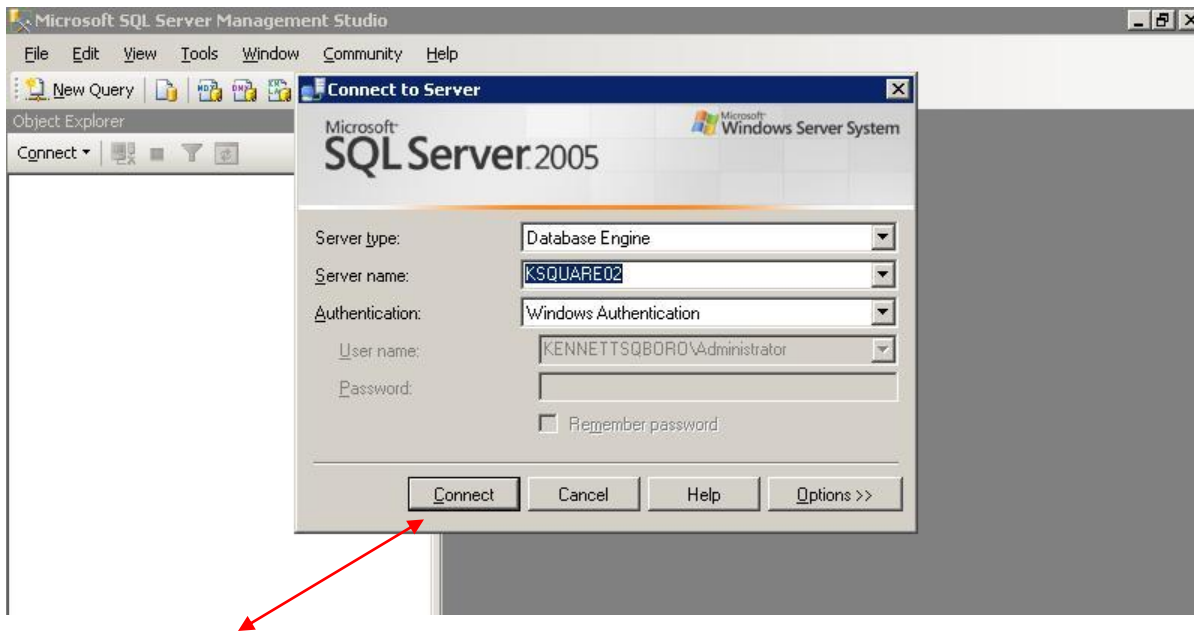 Microsoft SQL Server Management Studio
File Edit View Tools Window Community Help
New Query
Object Explorer
Connect
Connect to Server
Microsoft
SQL Server 2005
Microsoft
Windows Server System
Server type: Database Engine
Server name: KSQUARE02
Authentication: Windows Authentication
User name: KENNETTSQBORO\Administrator
Password:
Remember password
Connect Cancel Help Options >>